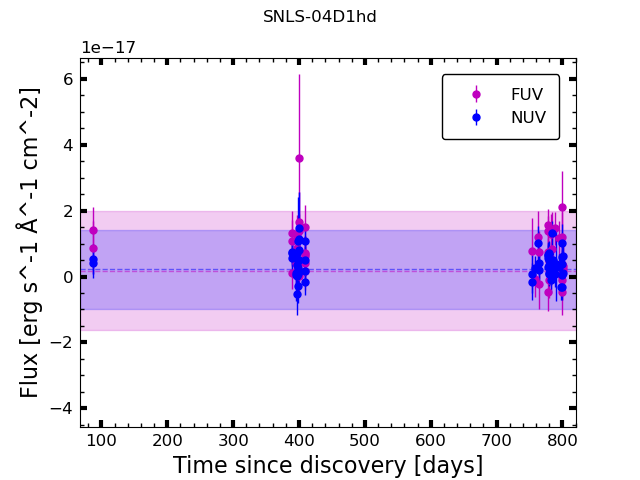 SNLS-04D1hd
1e−17
6
4
2
0
−2
−4
100 200 300 400 500 600 700 800
Flux [erg s^-1 Å^-1 cm^-2]
Time since discovery [days]
FUV
NUV